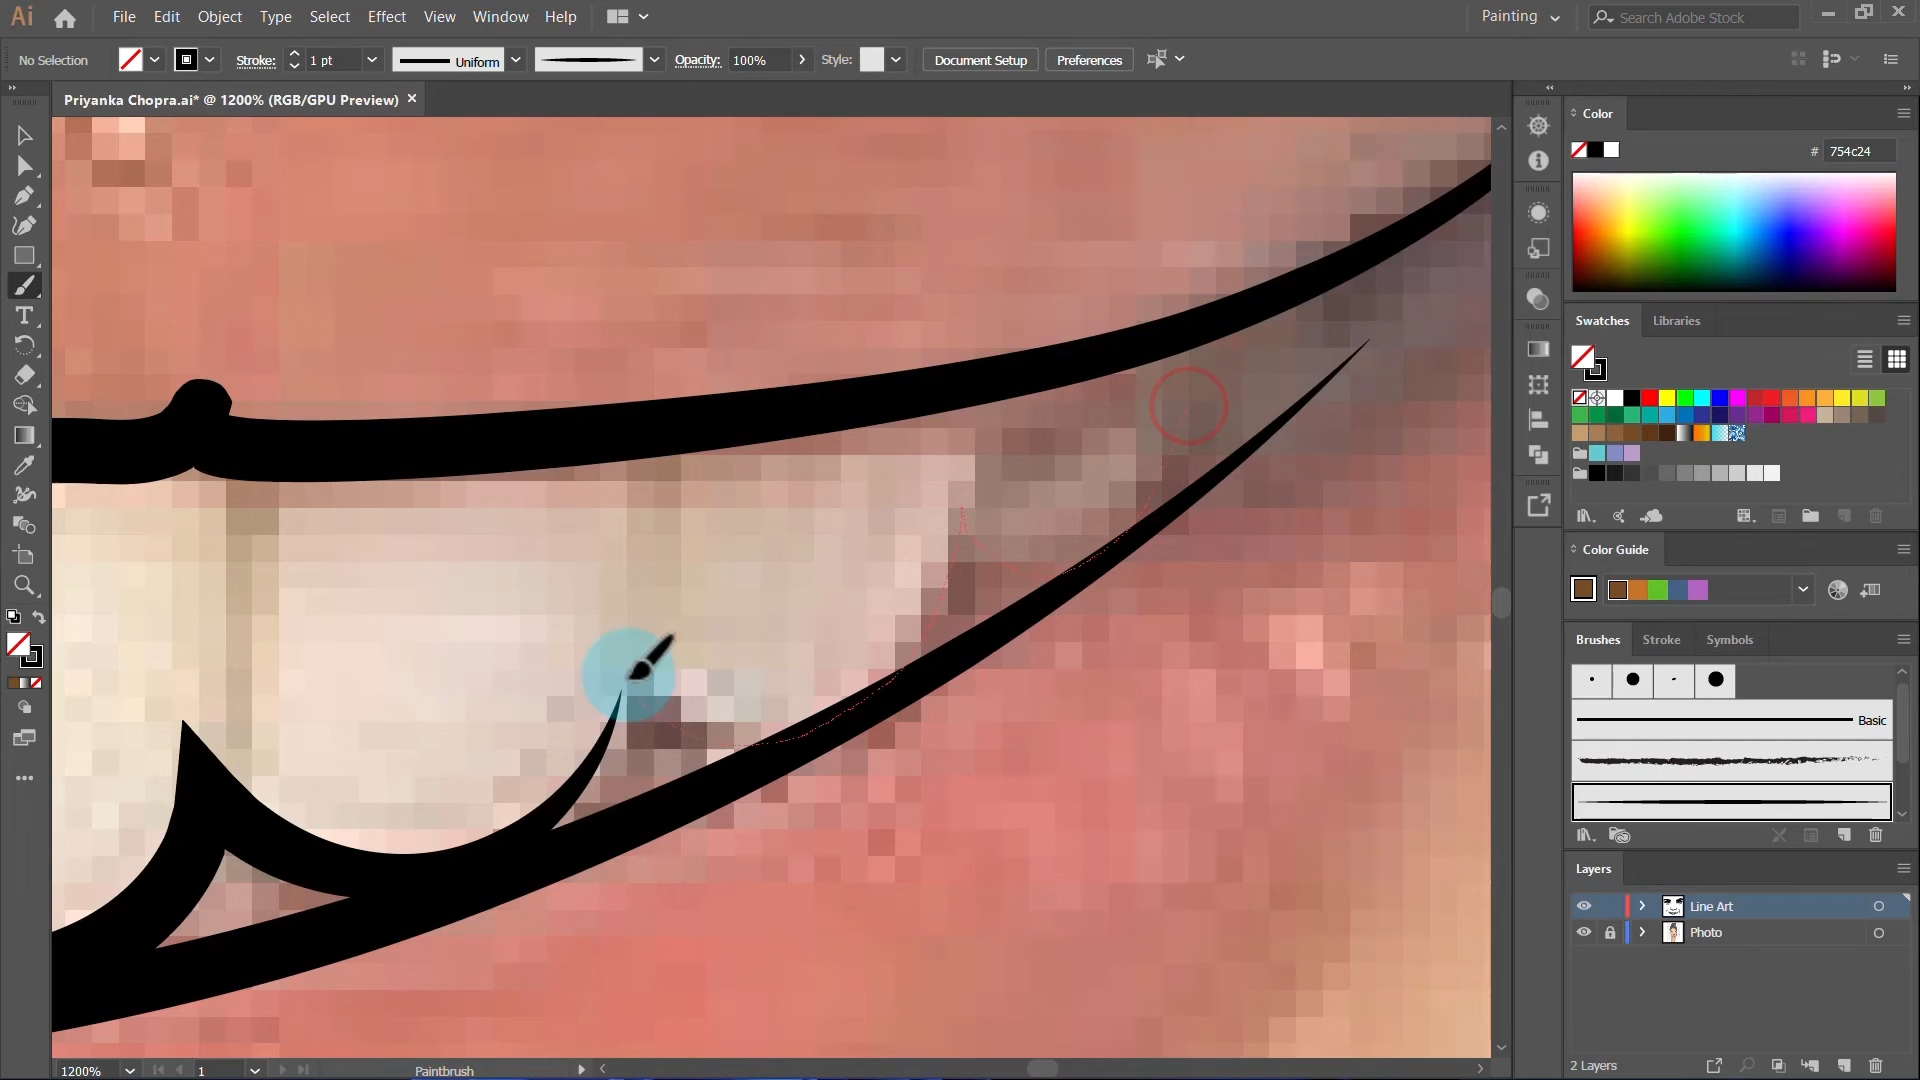 Ai File Edit Object Type Select Effect View Window Help Painting Search Adobe Stock
No Selection Stroke: 1 pt Uniform Opacity: 100% Style: Document Setup Preferences
Priyanka Chopra.ai* @ 1200% (RGB/GPU Preview)
Color
# 754c24
Swatches Libraries
Color Guide
Brushes Stroke Symbols
Basic
Layers
Line Art
Photo
2 Layers
1200% 1 Paintbrush